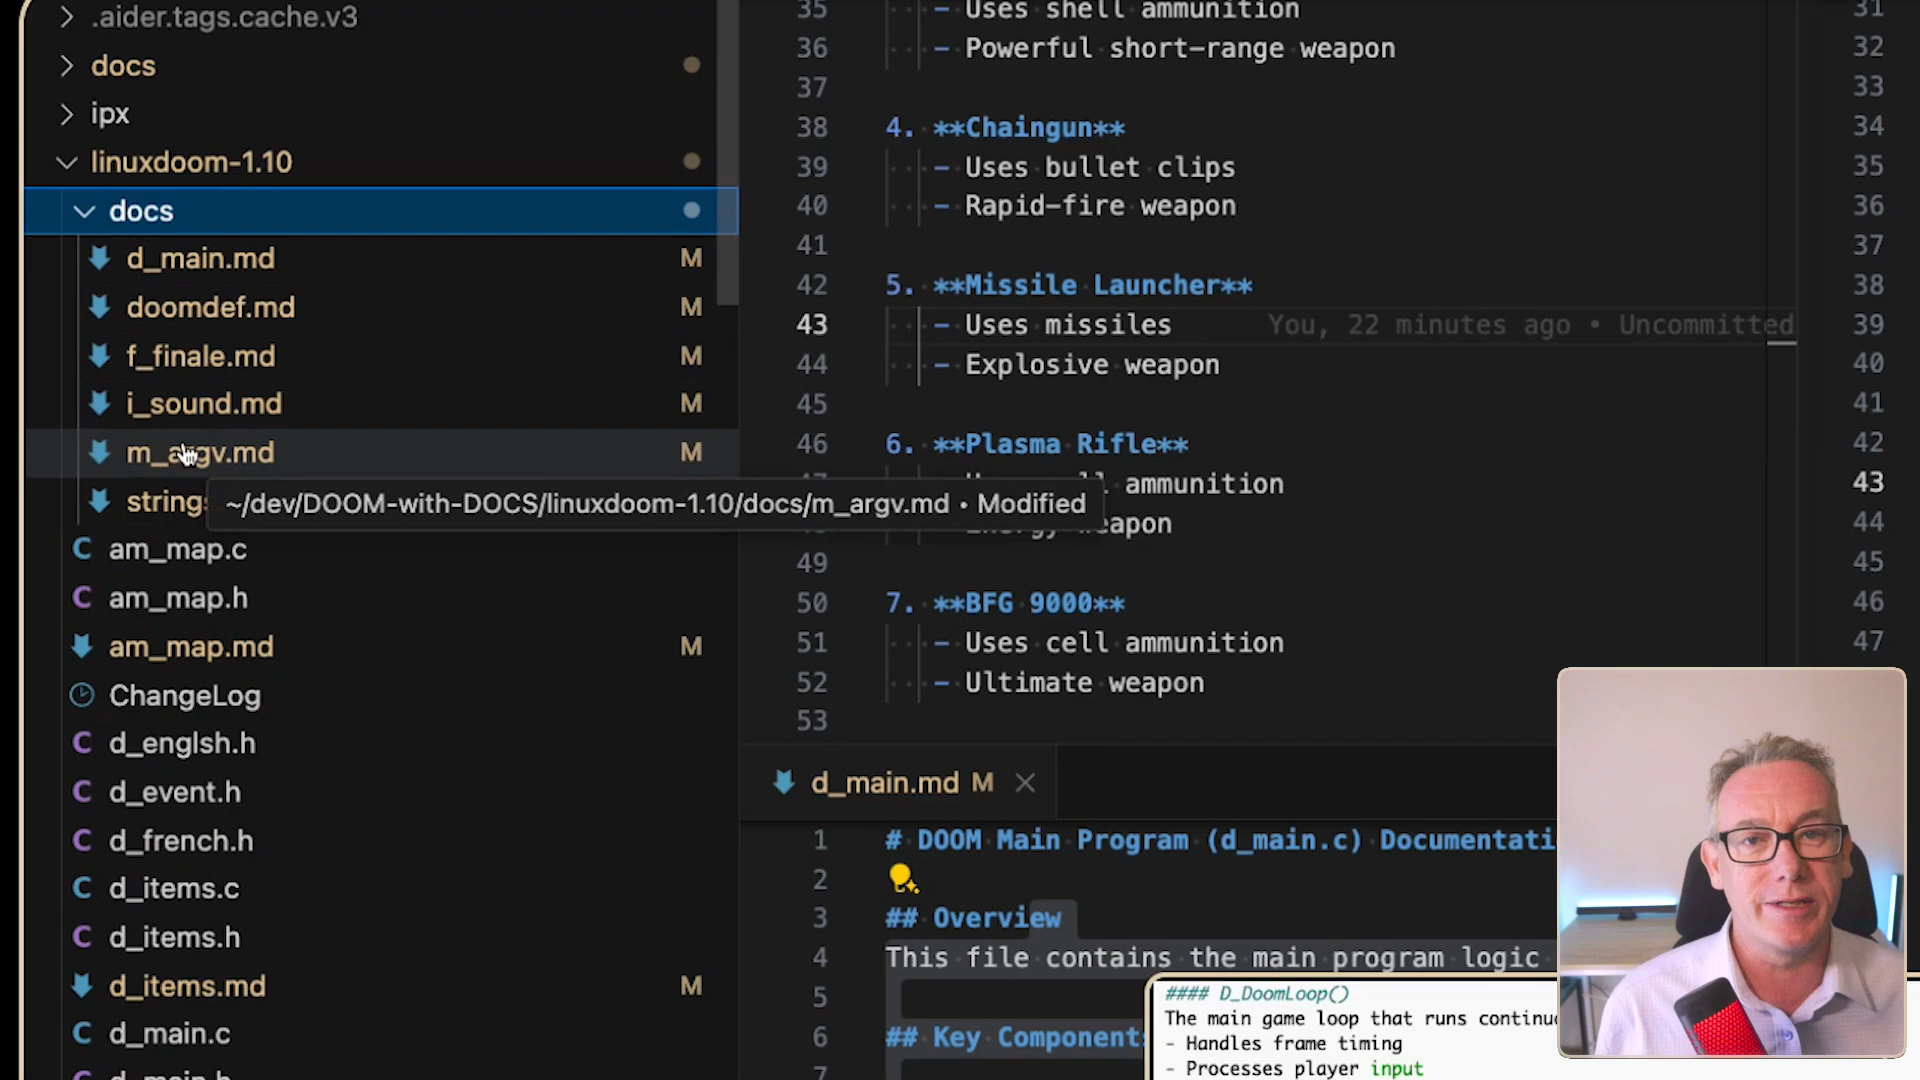 .aider.tags.cache.v3
docs
ipx
linuxdoom-1.10
docs
d_main.md M
doomdef.md M
f_finale.md M
i_sound.md M
m_argv.md M
strings
~/dev/DOOM-with-DOCS/linuxdoom-1.10/docs/m_argv.md • Modified
C am_map.c
C am_map.h
am_map.md M
ChangeLog
C d_englsh.h
C d_event.h
C d_french.h
C d_items.c
C d_items.h
d_items.md M
C d_main.c
d_main.h
35 - Uses shell ammunition
36 - Powerful short-range weapon
37
38 4. **Chaingun**
39 - Uses bullet clips
40 - Rapid-fire weapon
41
42 5. **Missile Launcher**
43 - Uses missiles You, 22 minutes ago • Uncommitted
44 - Explosive weapon
45
46 6. **Plasma Rifle**
ammunition
weapon
49
50 7. **BFG 9000**
51 - Uses cell ammunition
52 - Ultimate weapon
53
31
32
33
34
35
36
37
38
39
40
41
42
43
44
45
46
47
d_main.md M
1 # DOOM Main Program (d_main.c) Documentati
2
3 ## Overview
4 This file contains the main program logic
5
6 ## Key Component
7
#### D_DoomLoop()
The main game loop that runs continu
- Handles frame timing
- Processes player input